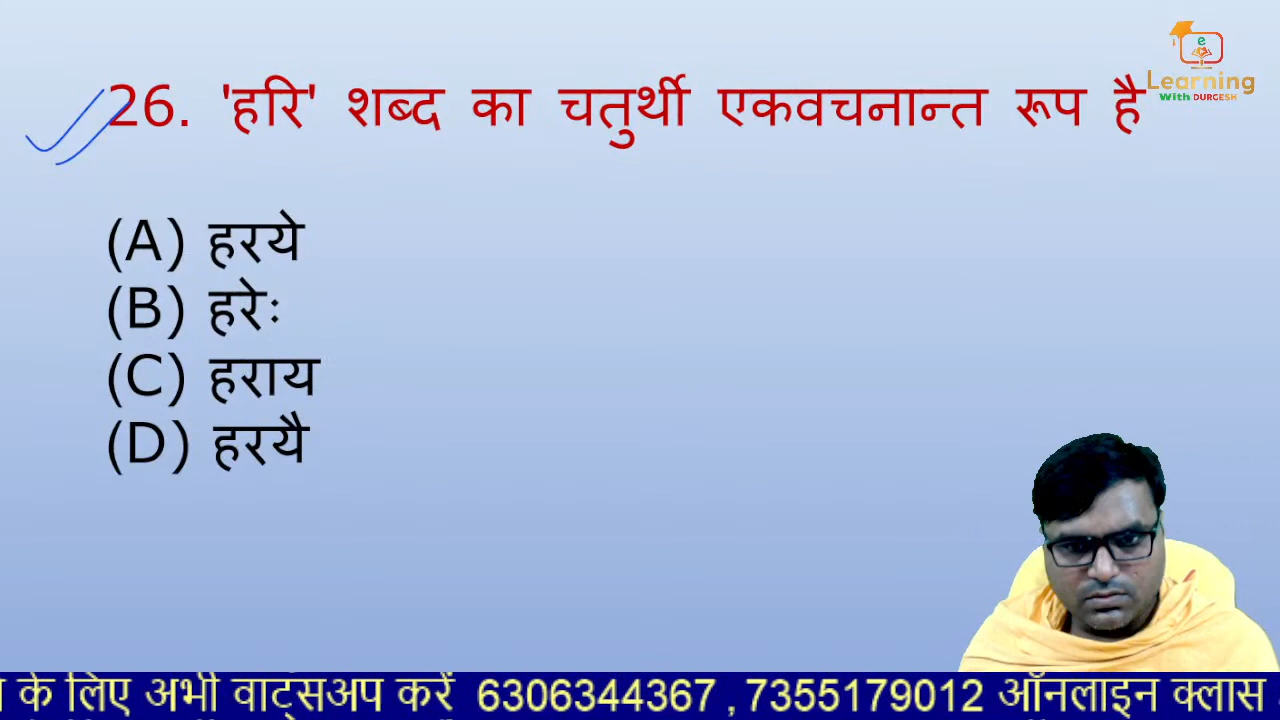 e
Learning
With DURGESH
26. 'हरि' शब्द का चतुर्थी एकवचनान्त रूप है
(A) हरये
(B) हरेः
(C) हराय
(D) हरयै
के लिए अभी वाट्सअप करें 6306344367 , 7355179012 ऑनलाइन क्लास